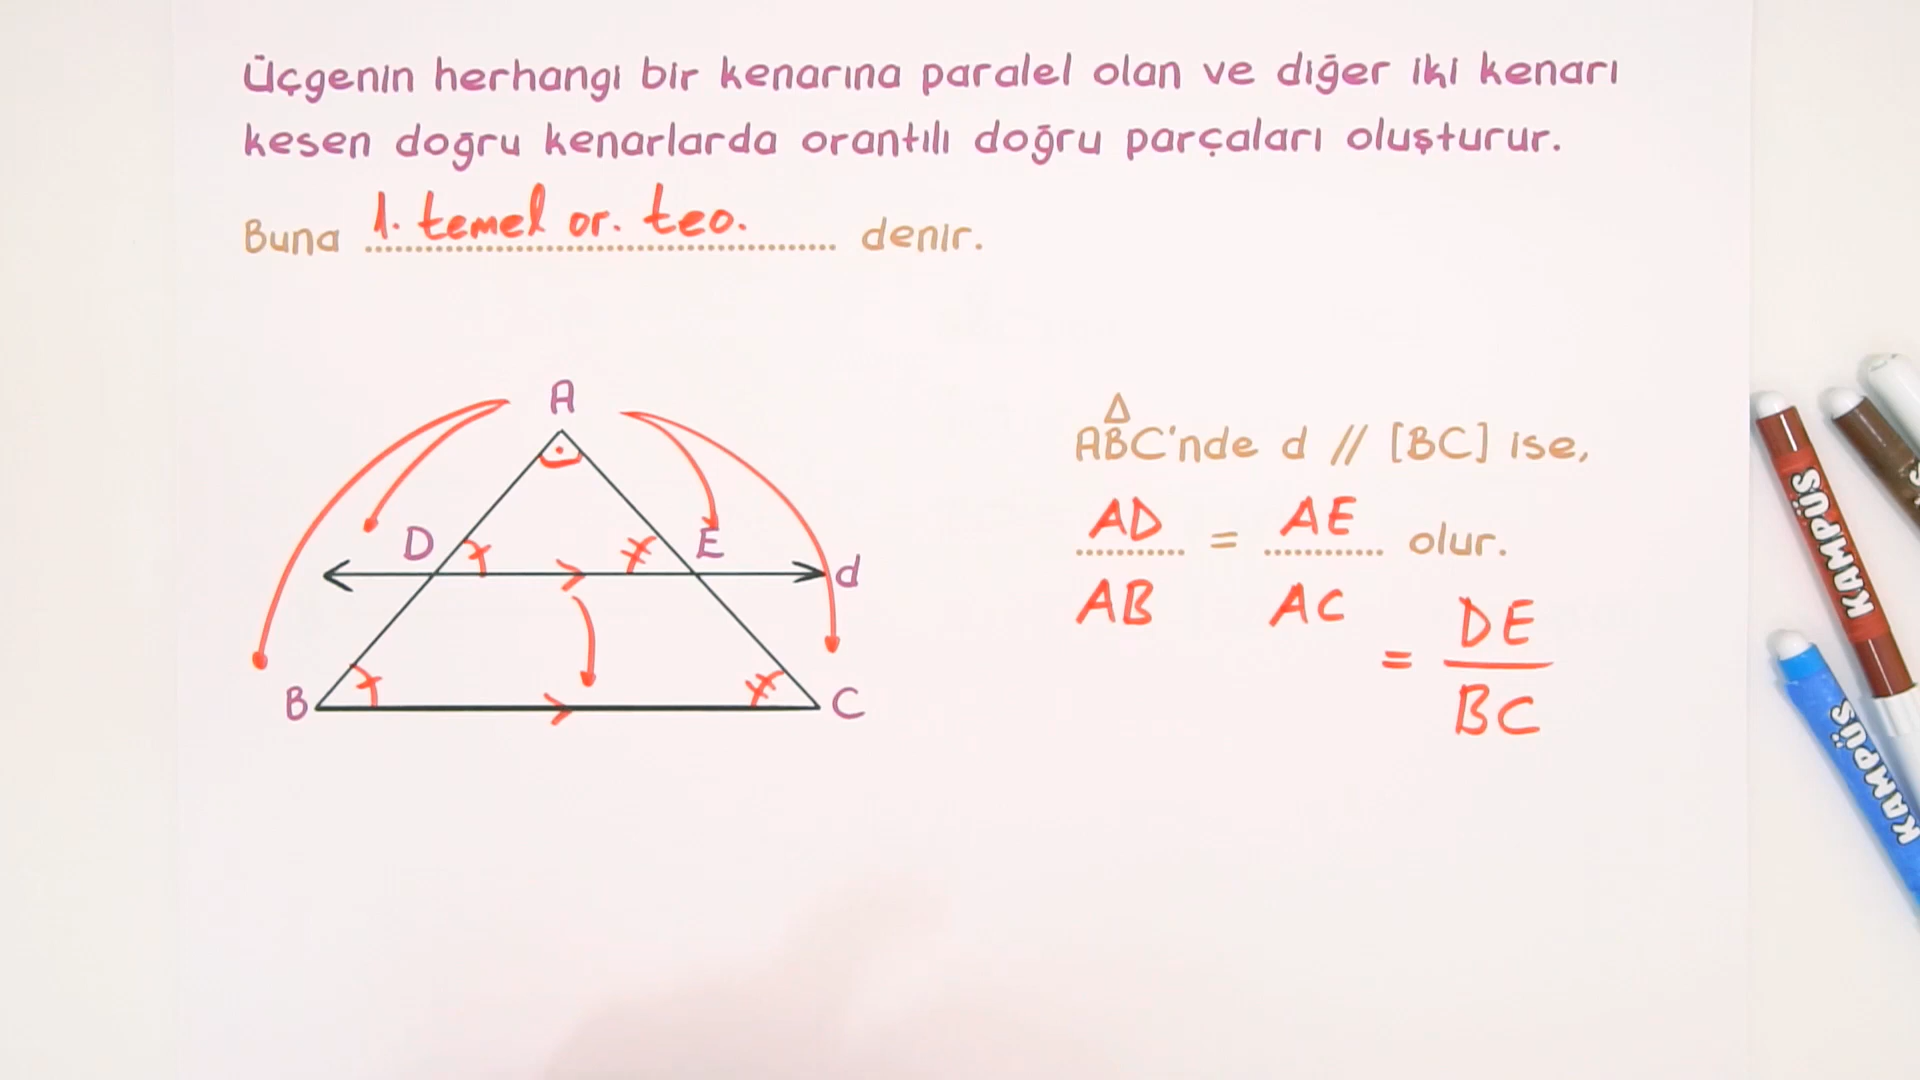 Üçgenin herhangi bir kenarına paralel olan ve diğer iki kenarı
kesen doğru kenarlarda orantılı doğru parçaları oluşturur.
Buna 1. temel or. teo. denir.
A
D
E
d
B
C
Δ
ABC'nde d // [BC] ise,
AD = AE olur.
AB AC
= DE
BC
KAMPÜS
KAMPÜS